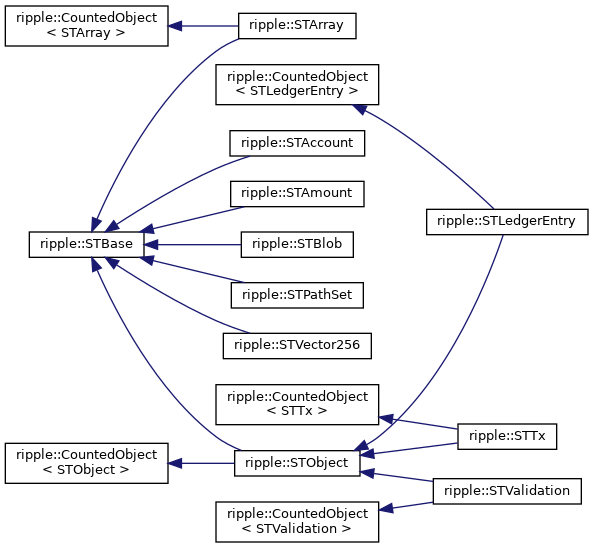 ripple::CountedObject
< STArray >
ripple::STArray
ripple::CountedObject
< STLedgerEntry >
ripple::STAccount
ripple::STAmount
ripple::STLedgerEntry
ripple::STBase
ripple::STBlob
ripple::STPathSet
ripple::STVector256
ripple::CountedObject
< STTx >
ripple::STTx
ripple::CountedObject
< STObject >
ripple::STObject
ripple::STValidation
ripple::CountedObject
< STValidation >